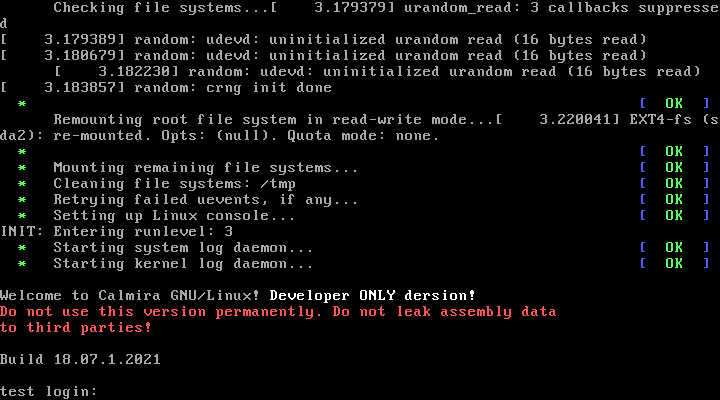 Checking file systems...[    3.179379] urandom_read: 3 callbacks suppresse
d
[    3.179389] random: udevd: uninitialized urandom read (16 bytes read)
[    3.180679] random: udevd: uninitialized urandom read (16 bytes read)
[    3.182230] random: udevd: uninitialized urandom read (16 bytes read)
[    3.183857] random: crng init done
*    [  OK  ]
Remounting root file system in read-write mode...[    3.220041] EXT4-fs (s
da2): re-mounted. Opts: (null). Quota mode: none.
*    [  OK  ]
*   Mounting remaining file systems...    [  OK  ]
*   Cleaning file systems: /tmp    [  OK  ]
*   Retrying failed uevents, if any...    [  OK  ]
*   Setting up Linux console...    [  OK  ]
INIT: Entering runlevel: 3
*   Starting system log daemon...    [  OK  ]
*   Starting kernel log daemon...    [  OK  ]
Welcome to Calmira GNU/Linux! Developer ONLY dersion!
Do not use this version permanently. Do not leak assembly data
to third parties!
Build 18.07.1.2021
test login: